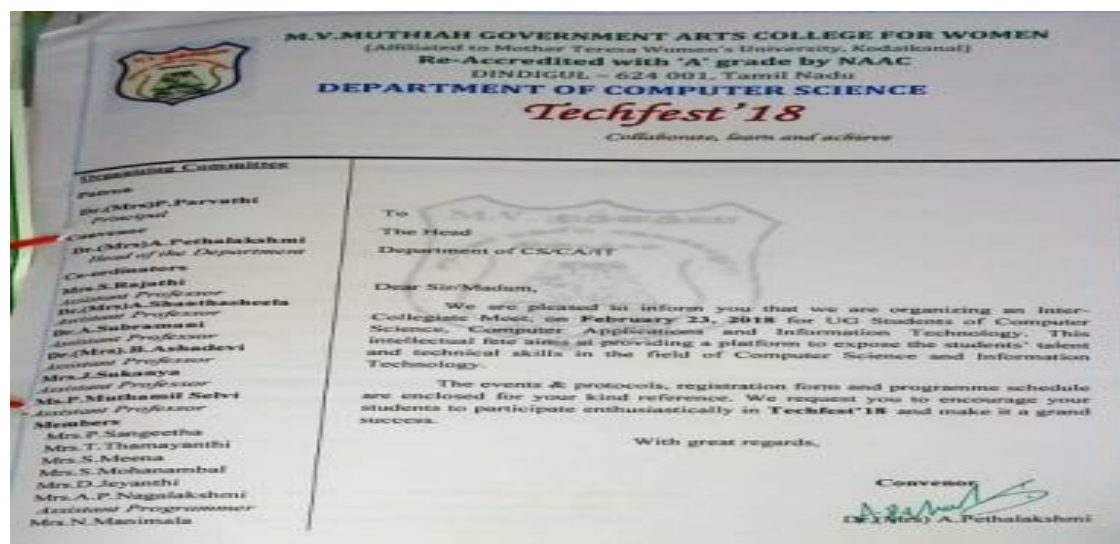 M.V.MUTHIAH GOVERNMENT ARTS COLLEGE FOR WOMEN
(Affiliated to Mother Teresa Women's University, Kodaikanal)
Re-Accredited with 'A' grade by NAAC
DINDIGUL – 624 001, Tamil Nadu
DEPARTMENT OF COMPUTER SCIENCE
Techfest'18
Collaborate, learn and achieve
Organizing Committee
Patron
Dr.(Mrs)P.Parvathi
Principal
Convenor
Dr.(Mrs)A.Pethalakshmi
Head of the Department
Co-ordinators
Mrs.S.Rajathi
Assistant Professor
Dr.(Mrs)A.Shanthasheela
Assistant Professor
Dr.A.Subramani
Assistant Professor
Dr.(Mrs).B.Ashadevi
Assistant Professor
Mrs.J.Sukanya
Assistant Professor
Ms.P.Muthamil Selvi
Assistant Professor
Members
Mrs.P.Sangeetha
Mrs.T.Thamayanthi
Mrs.S.Meena
Mrs.S.Mohanambal
Mrs.D.Jeyanthi
Mrs.A.P.Nagalakshmi
Assistant Programmer
Mrs.N.Manimala
M.V.
To
The Head
Department of CS/CA/IT
Dear Sir/Madam,
We are pleased to inform you that we are organizing an Inter-
Collegiate Meet on February 23, 2018 for UG Students of Computer
Science, Computer Applications and Information Technology. This
intellectual fete aims at providing a platform to expose the students' talent
and technical skills in the field of Computer Science and Information
Technology.
The events & protocols, registration form and programme schedule
are enclosed for your kind reference. We request you to encourage your
students to participate enthusiastically in Techfest'18 and make it a grand
success.
With great regards,
Convenor
Dr.(Mrs) A.Pethalakshmi